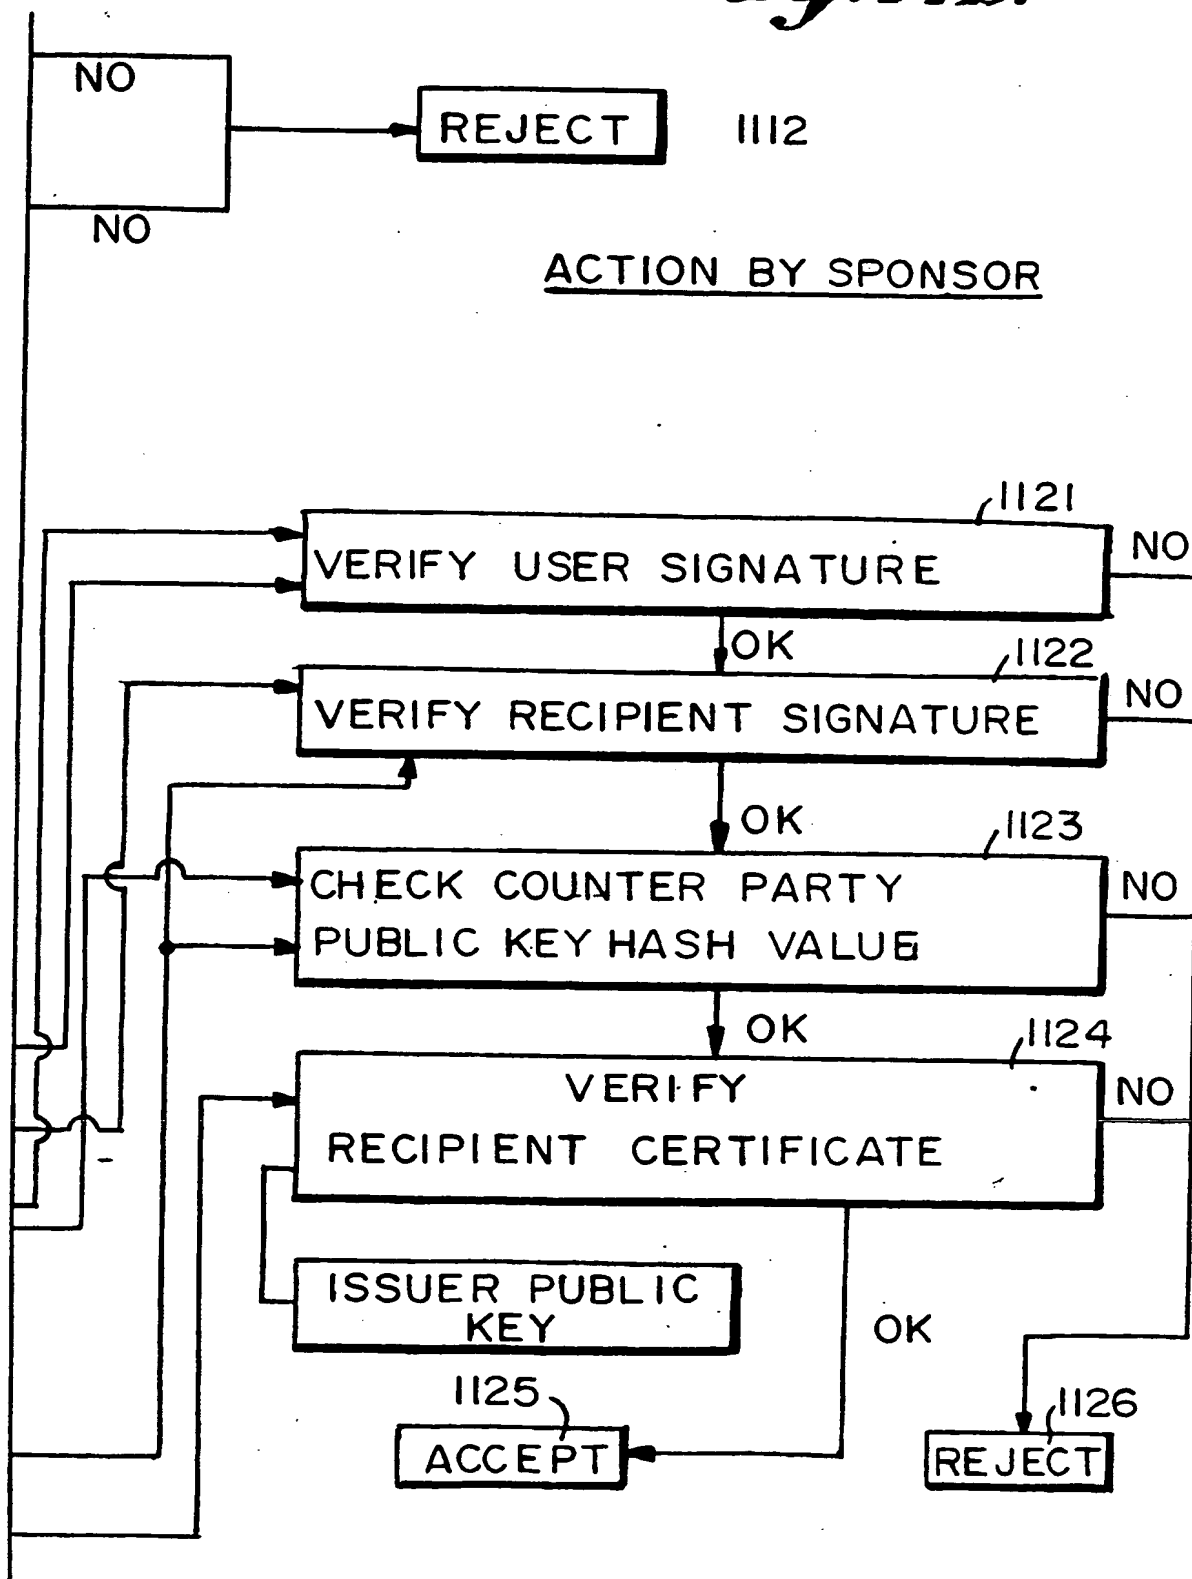 NO
REJECT 1112
NO
ACTION BY SPONSOR
1121
VERIFY USER SIGNATURE
NO
OK
1122
VERIFY RECIPIENT SIGNATURE
NO
OK
1123
CHECK COUNTER PARTY
PUBLIC KEY HASH VALUE
NO
OK
1124
VERIFY
RECIPIENT CERTIFICATE
NO
ISSUER PUBLIC
KEY
OK
1125
ACCEPT
1126
REJECT